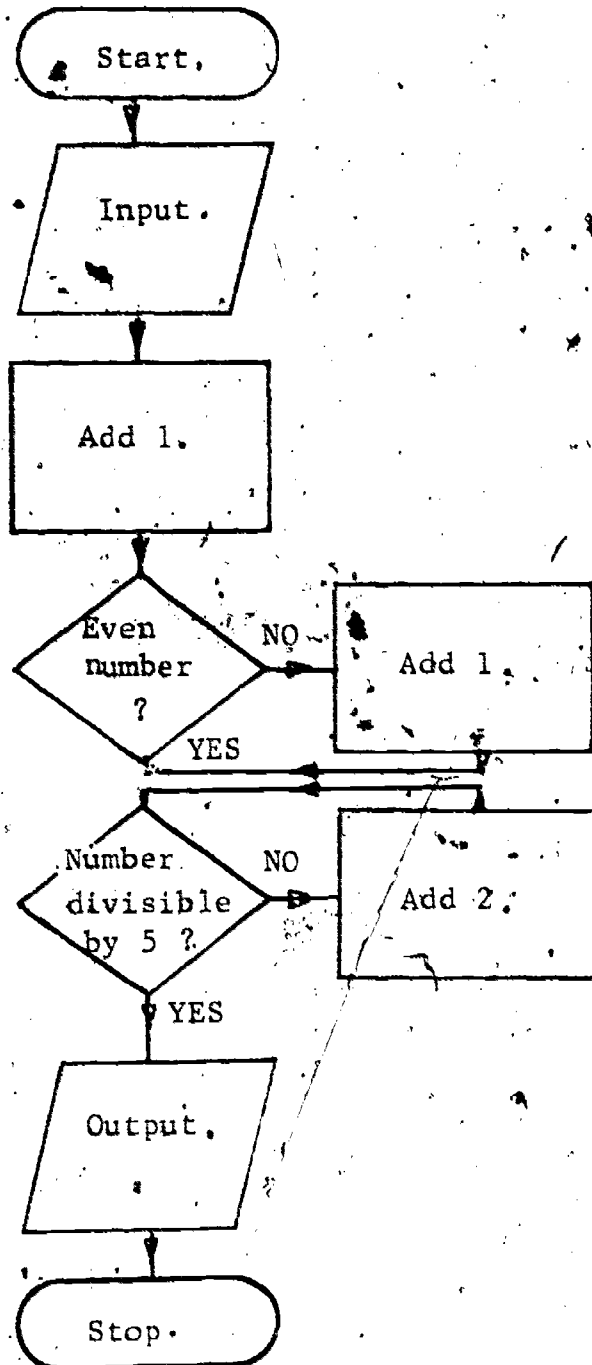 Start.
Input.
Add 1.
Even
number
?
NO
Add 1.
YES
Number
divisible
by 5 ?
NO
Add 2.
YES
Output.
Stop.